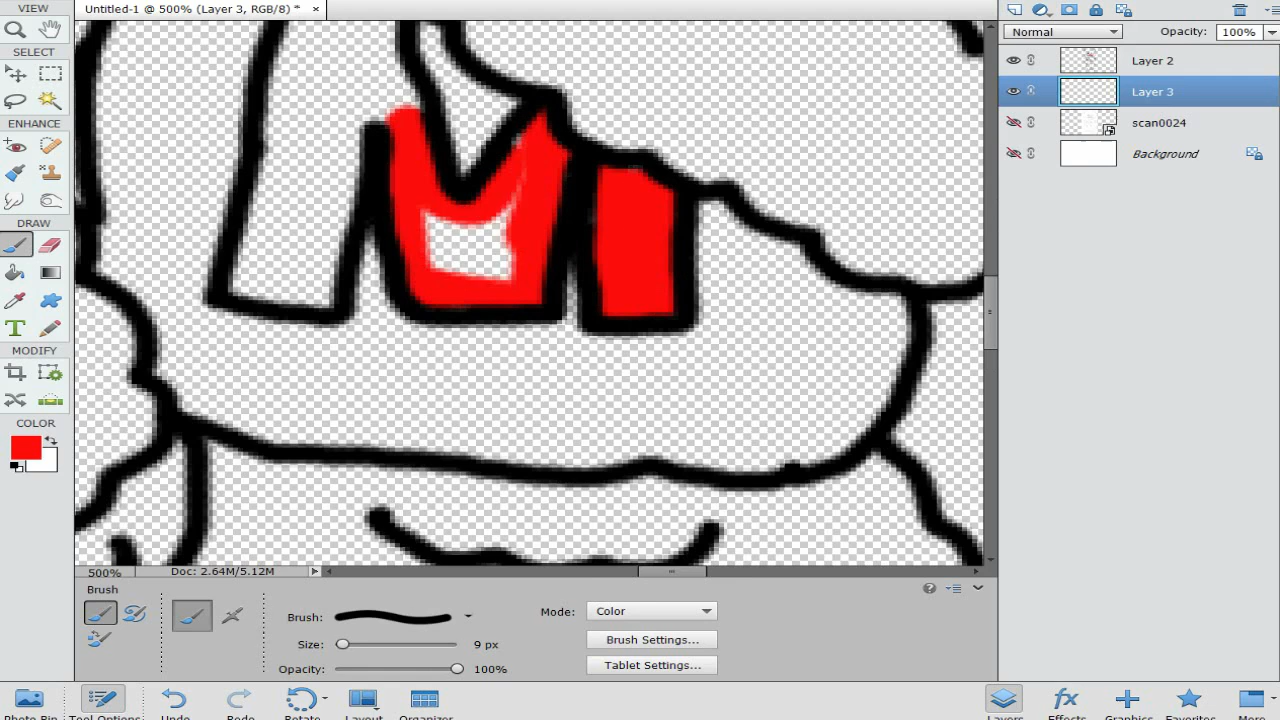 VIEW
Untitled-1 @ 500% (Layer 3, RGB/8) * ×
SELECT
Normal
Opacity: 100%
Layer 2
Layer 3
ENHANCE
scan0024
Background
DRAW
T
MODIFY
COLOR
500%
Doc: 2.64M/5.12M
Brush
Brush:
Mode: Color
Brush Settings...
Size: 9 px
Tablet Settings...
Opacity: 100%
fx
Photo Bin
Tool Options
Undo
Redo
Rotate
Layout
Organizer
Layers
Effects
Graphics
Favorites
More